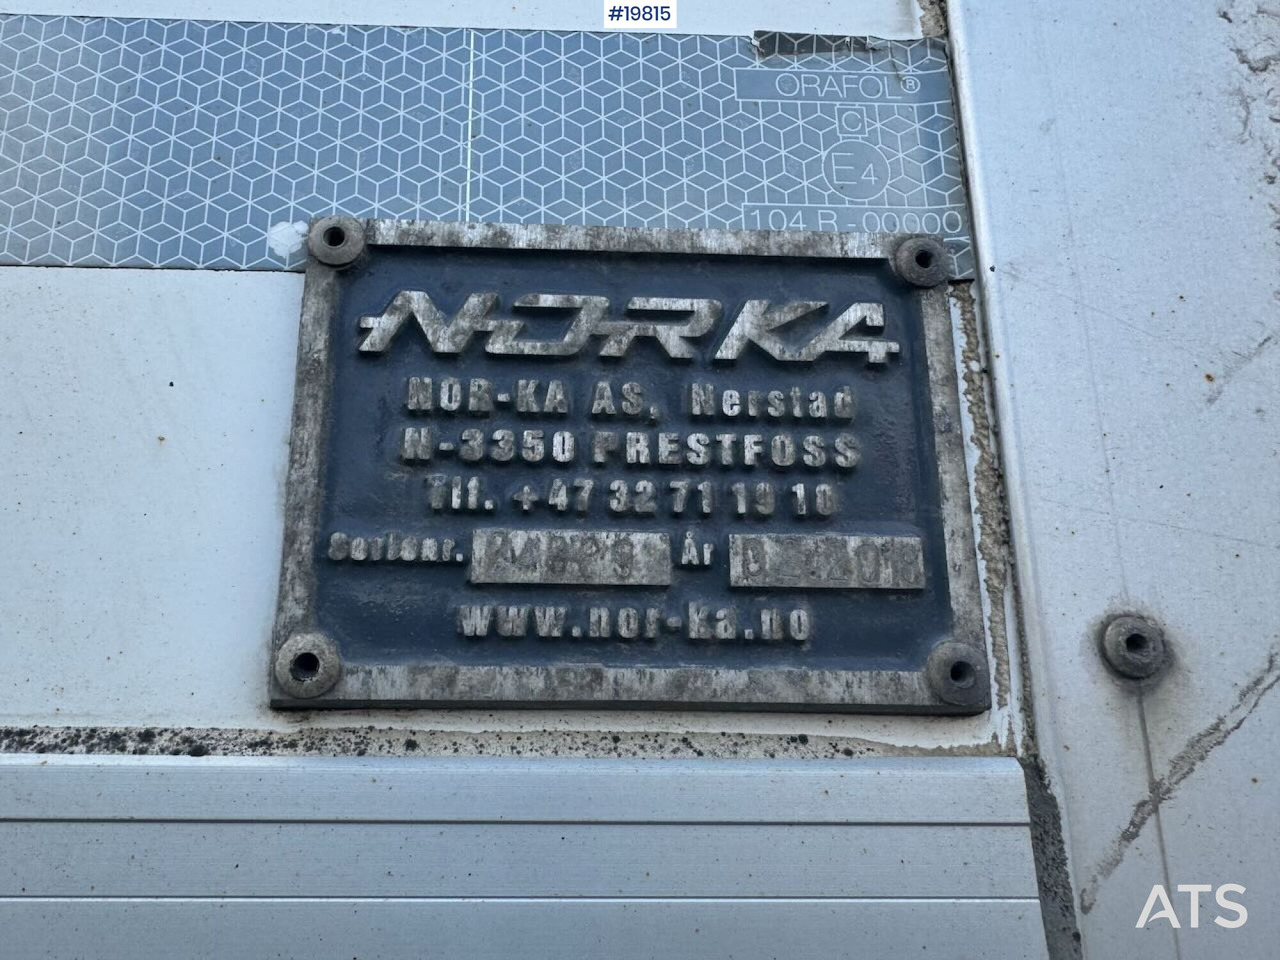 #19815
ORAFOL®
C
E4
104 R - 00000
NORKA
NOR-KA AS, Nerstad
N-3350 PRESTFOSS
Tlf. +47 32 71 19 10
Serienr. År
www.nor-ka.no
ATS